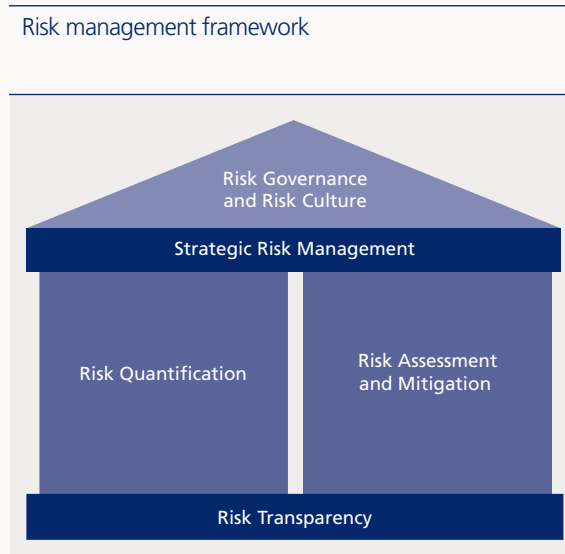 Risk management framework
Risk Governance
and Risk Culture
Strategic Risk Management
Risk Quantification
Risk Assessment
and Mitigation
Risk Transparency